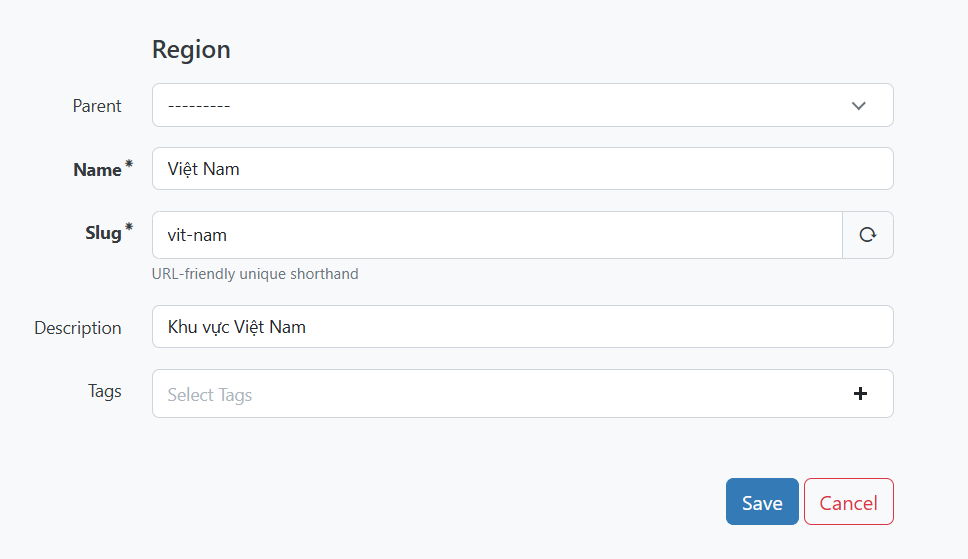 Region
Parent ---------
Name * Việt Nam
Slug * vit-nam
URL-friendly unique shorthand
Description Khu vực Việt Nam
Tags Select Tags +
Save Cancel